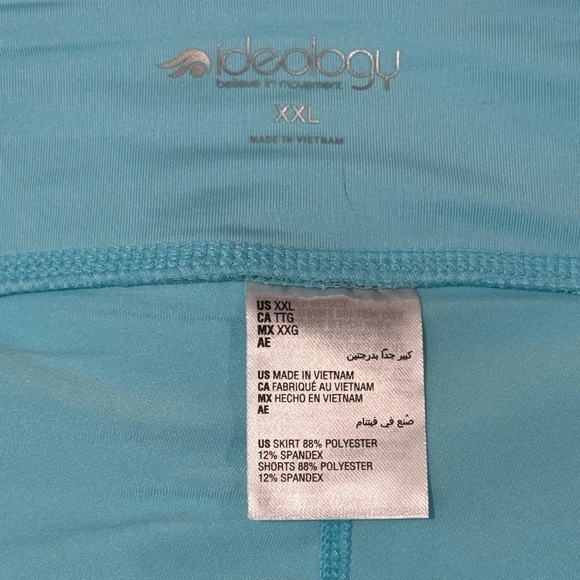 ideology
believe in movement
XXL
MADE IN VIETNAM
US XXL
CA TTG
MX XXG
AE
كبير جدًا بدرجتين
US MADE IN VIETNAM
CA FABRIQUÉ AU VIETNAM
MX HECHO EN VIETNAM
AE
صُنع في فيتنام
US SKIRT 88% POLYESTER
12% SPANDEX
SHORTS 88% POLYESTER
12% SPANDEX